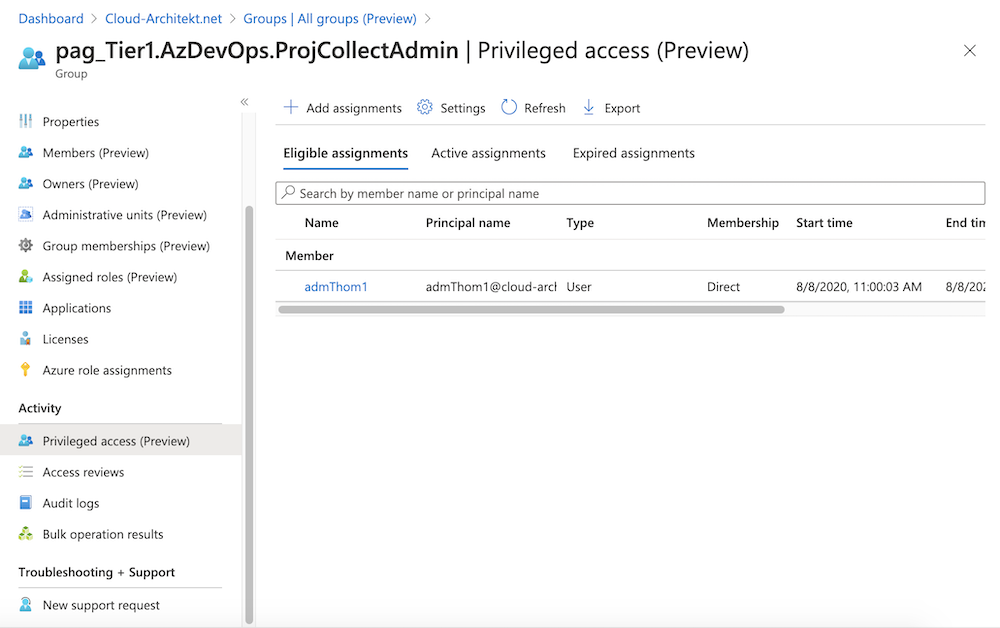 Dashboard > Cloud-Architekt.net > Groups | All groups (Preview) >
pag_Tier1.AzDevOps.ProjCollectAdmin | Privileged access (Preview)
Group
Properties
Members (Preview)
Owners (Preview)
Administrative units (Preview)
Group memberships (Preview)
Assigned roles (Preview)
Applications
Licenses
Azure role assignments
Activity
Privileged access (Preview)
Access reviews
Audit logs
Bulk operation results
Troubleshooting + Support
New support request
Add assignments Settings Refresh Export
Eligible assignments Active assignments Expired assignments
Search by member name or principal name
Name Principal name Type Membership Start time End tim
Member
admThom1 admThom1@cloud-arch User Direct 8/8/2020, 11:00:03 AM 8/8/202